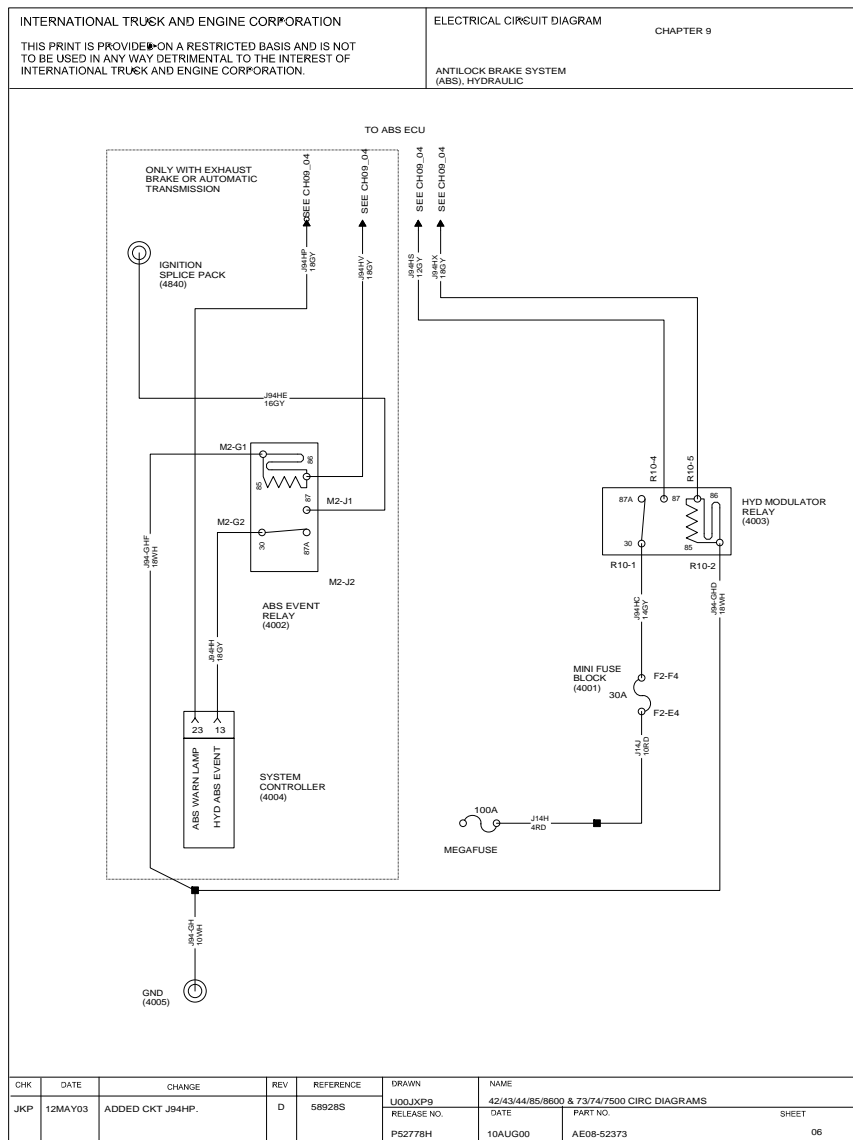 INTERNATIONAL TRUCK AND ENGINE CORPORATION
THIS PRINT IS PROVIDED ON A RESTRICTED BASIS AND IS NOT
TO BE USED IN ANY WAY DETRIMENTAL TO THE INTEREST OF
INTERNATIONAL TRUCK AND ENGINE CORPORATION.
ELECTRICAL CIRCUIT DIAGRAM
CHAPTER 9
ANTILOCK BRAKE SYSTEM
(ABS), HYDRAULIC
TO ABS ECU
ONLY WITH EXHAUST
BRAKE OR AUTOMATIC
TRANSMISSION
SEE CH09_04
SEE CH09_04
SEE CH09_04
SEE CH09_04
IGNITION
SPLICE PACK
(4840)
J94HP
18GY
J94HV
18GY
J94HS
12GY
J94HX
18GY
J94HE
16GY
M2-G1
86
85
87
M2-J1
M2-G2
30
87A
M2-J2
ABS EVENT
RELAY
(4002)
J94-GHF
18WH
J94HH
18GY
R10-4
R10-5
87A
87
86
30
85
HYD MODULATOR
RELAY
(4003)
R10-1
R10-2
J94HC
14GY
J94-GHD
18WH
MINI FUSE
BLOCK
(4001)
30A
F2-F4
F2-E4
J14J
10RD
23
13
ABS WARN LAMP
HYD ABS EVENT
SYSTEM
CONTROLLER
(4004)
100A
J14H
4RD
MEGAFUSE
J94-GH
10WH
GND
(4005)
CHK DATE CHANGE REV REFERENCE
JKP 12MAY03 ADDED CKT J94HP. D 58928S
DRAWN
U00JXP9
NAME
42/43/44/85/8600 & 73/74/7500 CIRC DIAGRAMS
RELEASE NO.
P52778H
DATE
10AUG00
PART NO.
AE08-52373
SHEET
06